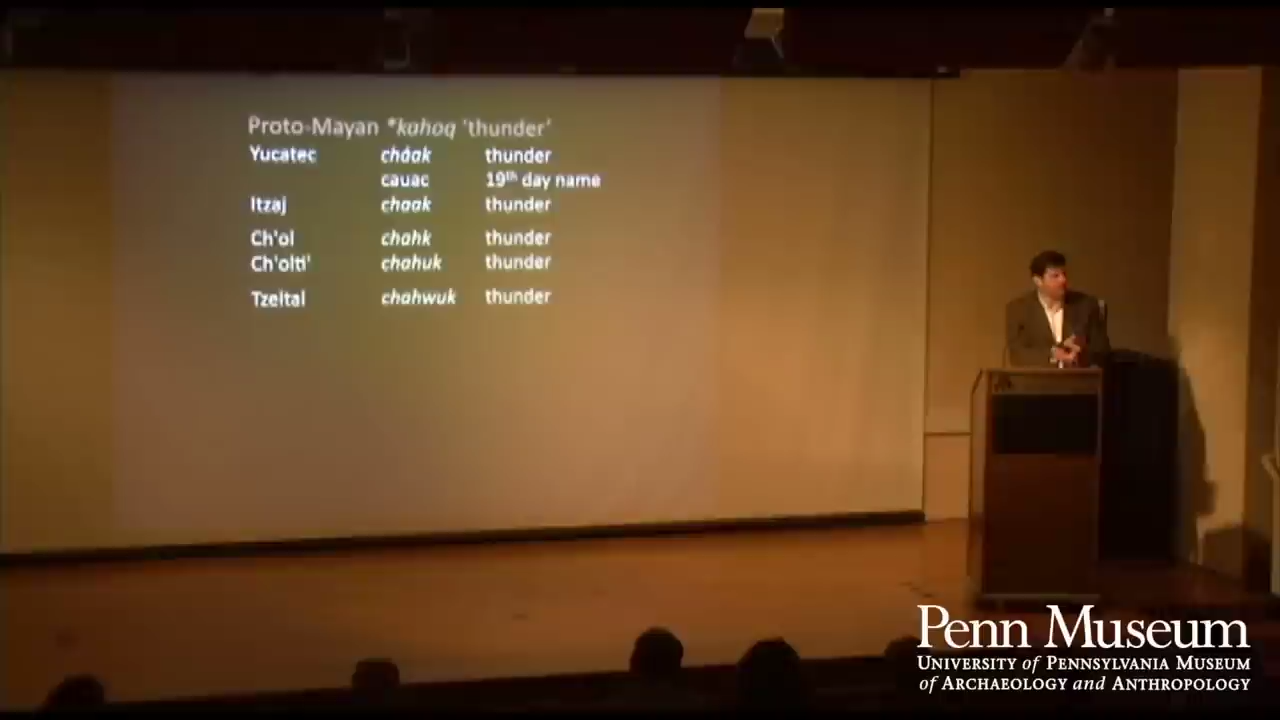 Proto-Mayan *kahoq 'thunder'
Yucatec cháak thunder
cauac 19th day name
Itzaj chaak thunder
Ch'ol chahk thunder
Ch'olti' chahuk thunder
Tzeltal chahwuk thunder
Penn Museum
UNIVERSITY of PENNSYLVANIA MUSEUM
of ARCHAEOLOGY and ANTHROPOLOGY